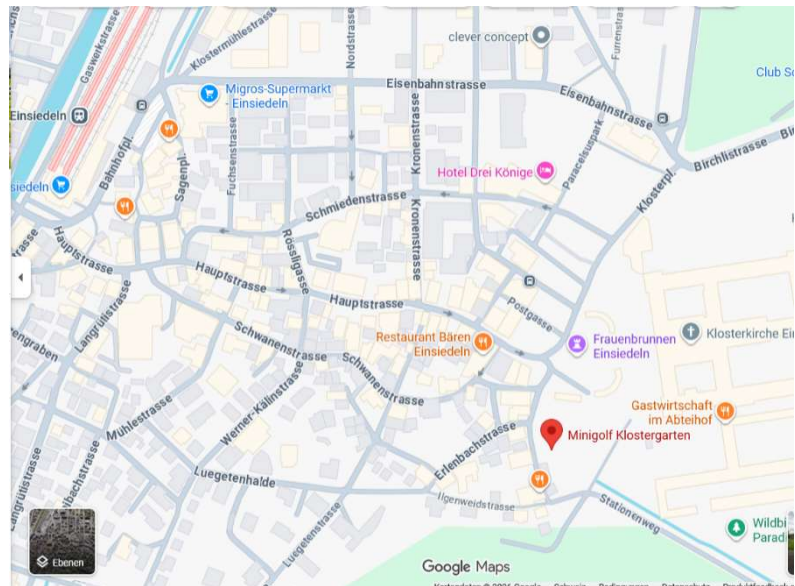 Gaswerkstrasse
Klostermühlestrasse
Nordstrasse
clever concept
Furrenstrasse
Migros-Supermarkt
- Einsiedeln
Eisenbahnstrasse
Eisenbahnstrasse
Club
Einsiedeln
Bahnhofpl.
Sagenpl.
Fuchsenstrasse
Kronenstrasse
Hotel Drei Könige
Paracelsuspark
Birchlistrasse
siedeln
Schmiedenstrasse
Kronenstrasse
Klosterpl.
Hauptstrasse
Rössligasse
Hauptstrasse
Hauptstrasse
Postgasse
Langrütistrasse
Schwanenstrasse
Restaurant Bären
Einsiedeln
Frauenbrunnen
Einsiedeln
Klosterkirche Ein
Schwanenstrasse
Werner-Kälinstrasse
Gastwirtschaft
im Abteihof
Mühlestrasse
Minigolf Klostergarten
Erlenbachstrasse
Luegetenhalde
Ilgenweidstrasse
Stationenweg
Langrütistrasse
Luegetenstrasse
Wildbi
Paradi
Ebenen
Google Maps